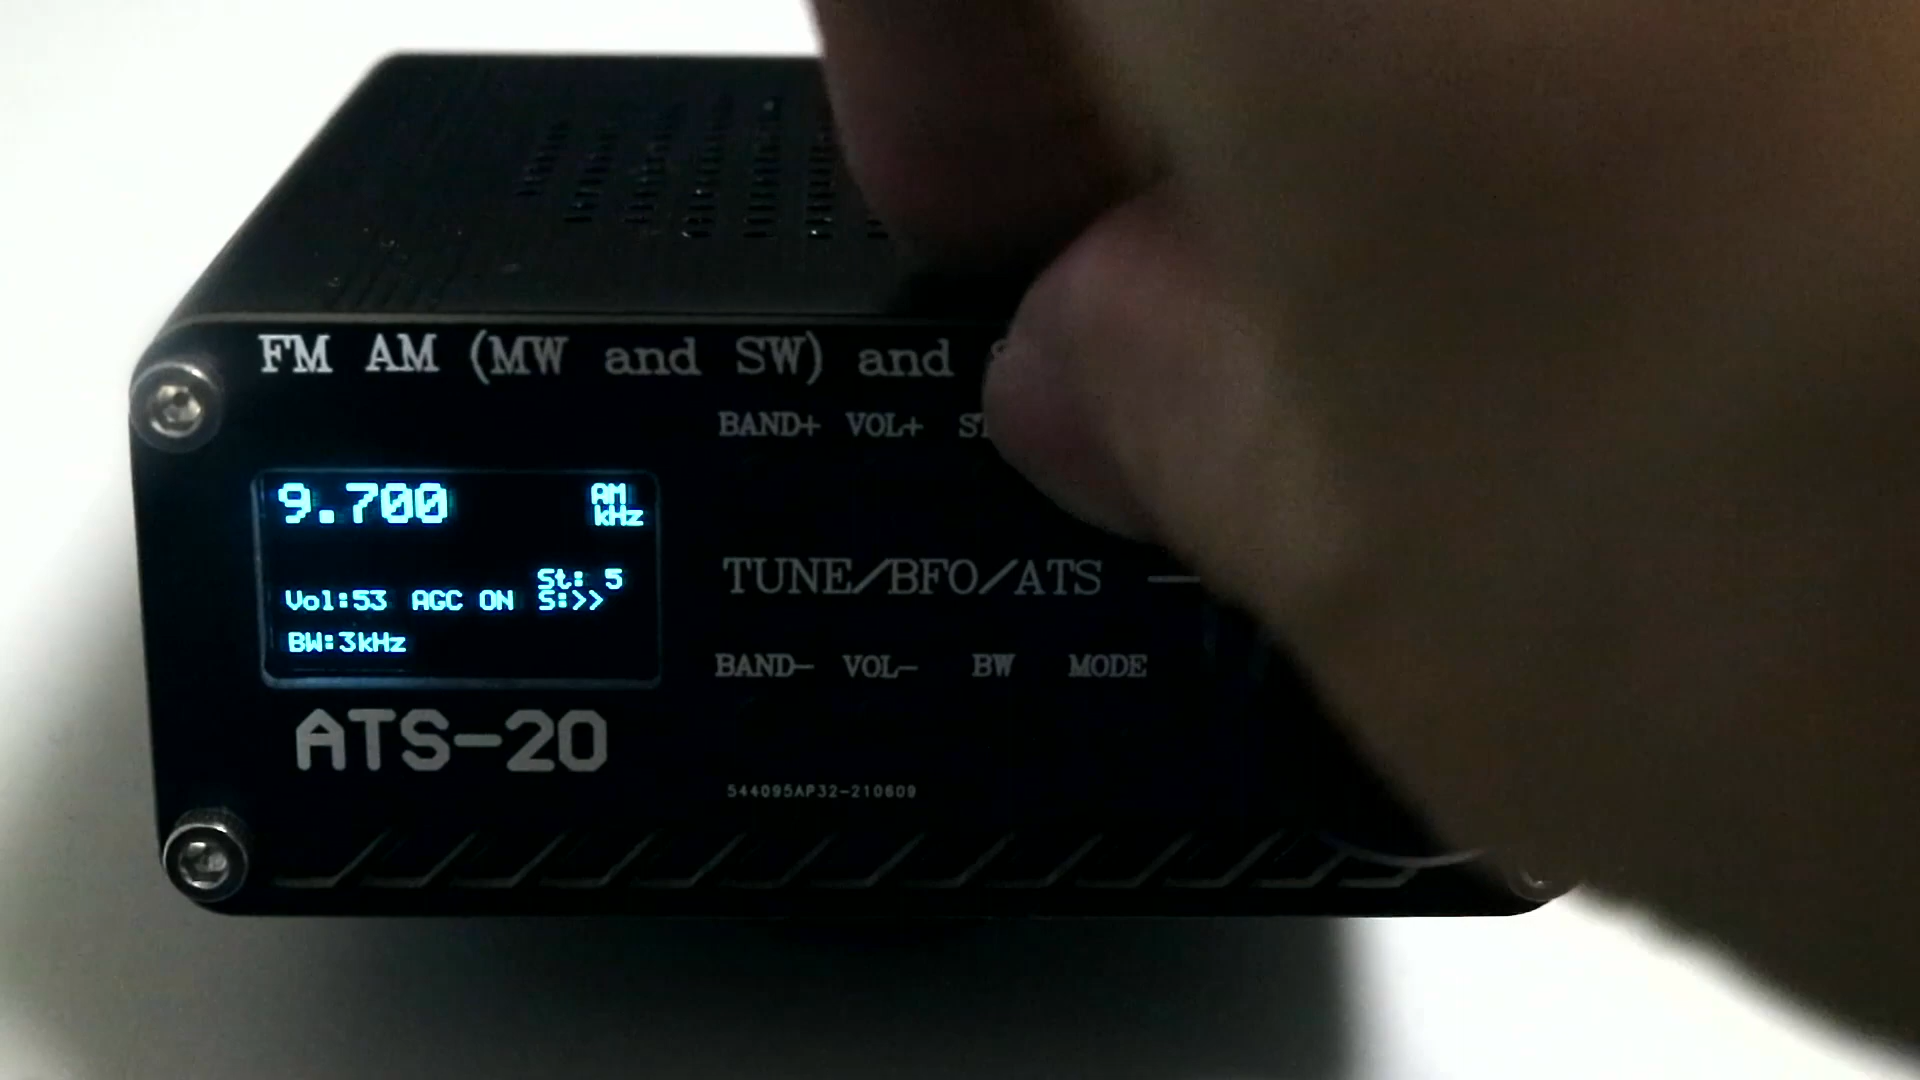 FM AM (MW and SW) and
BAND+ VOL+
9.700 AM kHz
St: 5
Vol:53 AGC ON S:>>
BW:3kHz
TUNE/BFO/ATS
BAND- VOL- BW MODE
ATS-20
544095AP32-210609